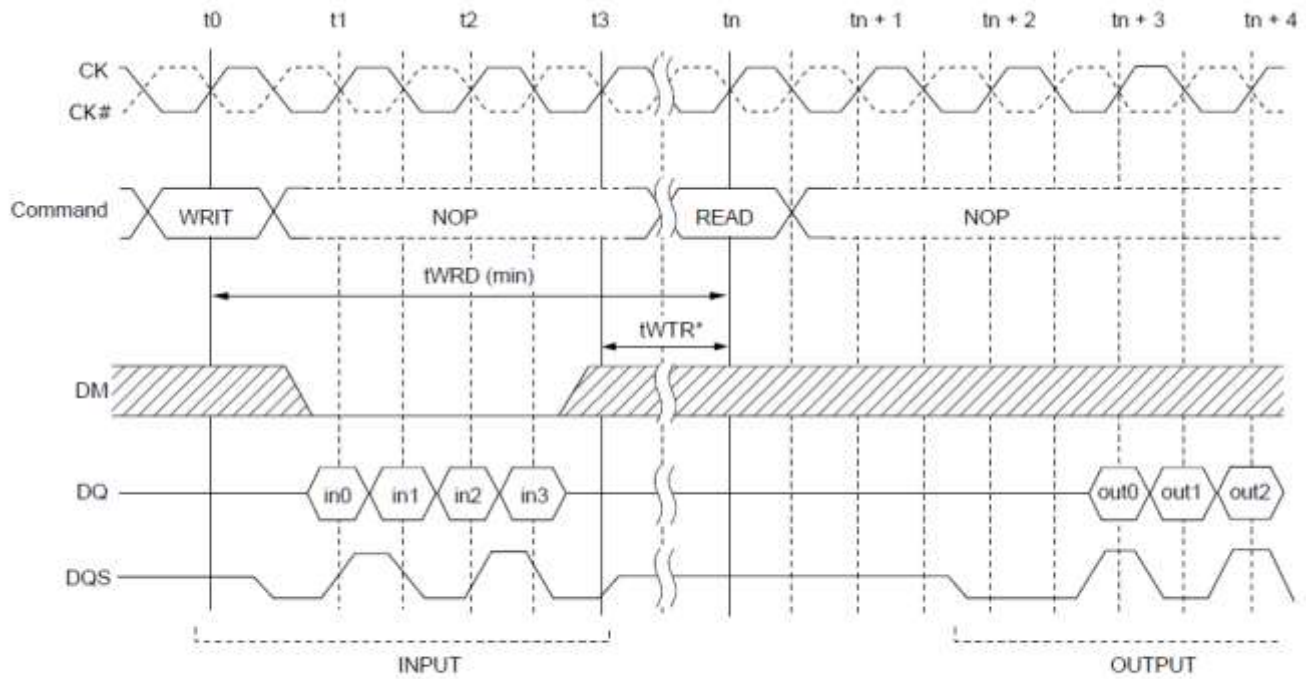 t0 t1 t2 t3 tn tn + 1 tn + 2 tn + 3 tn + 4
CK
CK#
Command WRIT NOP READ NOP
tWRD (min)
tWTR*
DM
DQ in0 in1 in2 in3 out0 out1 out2
DQS
INPUT OUTPUT